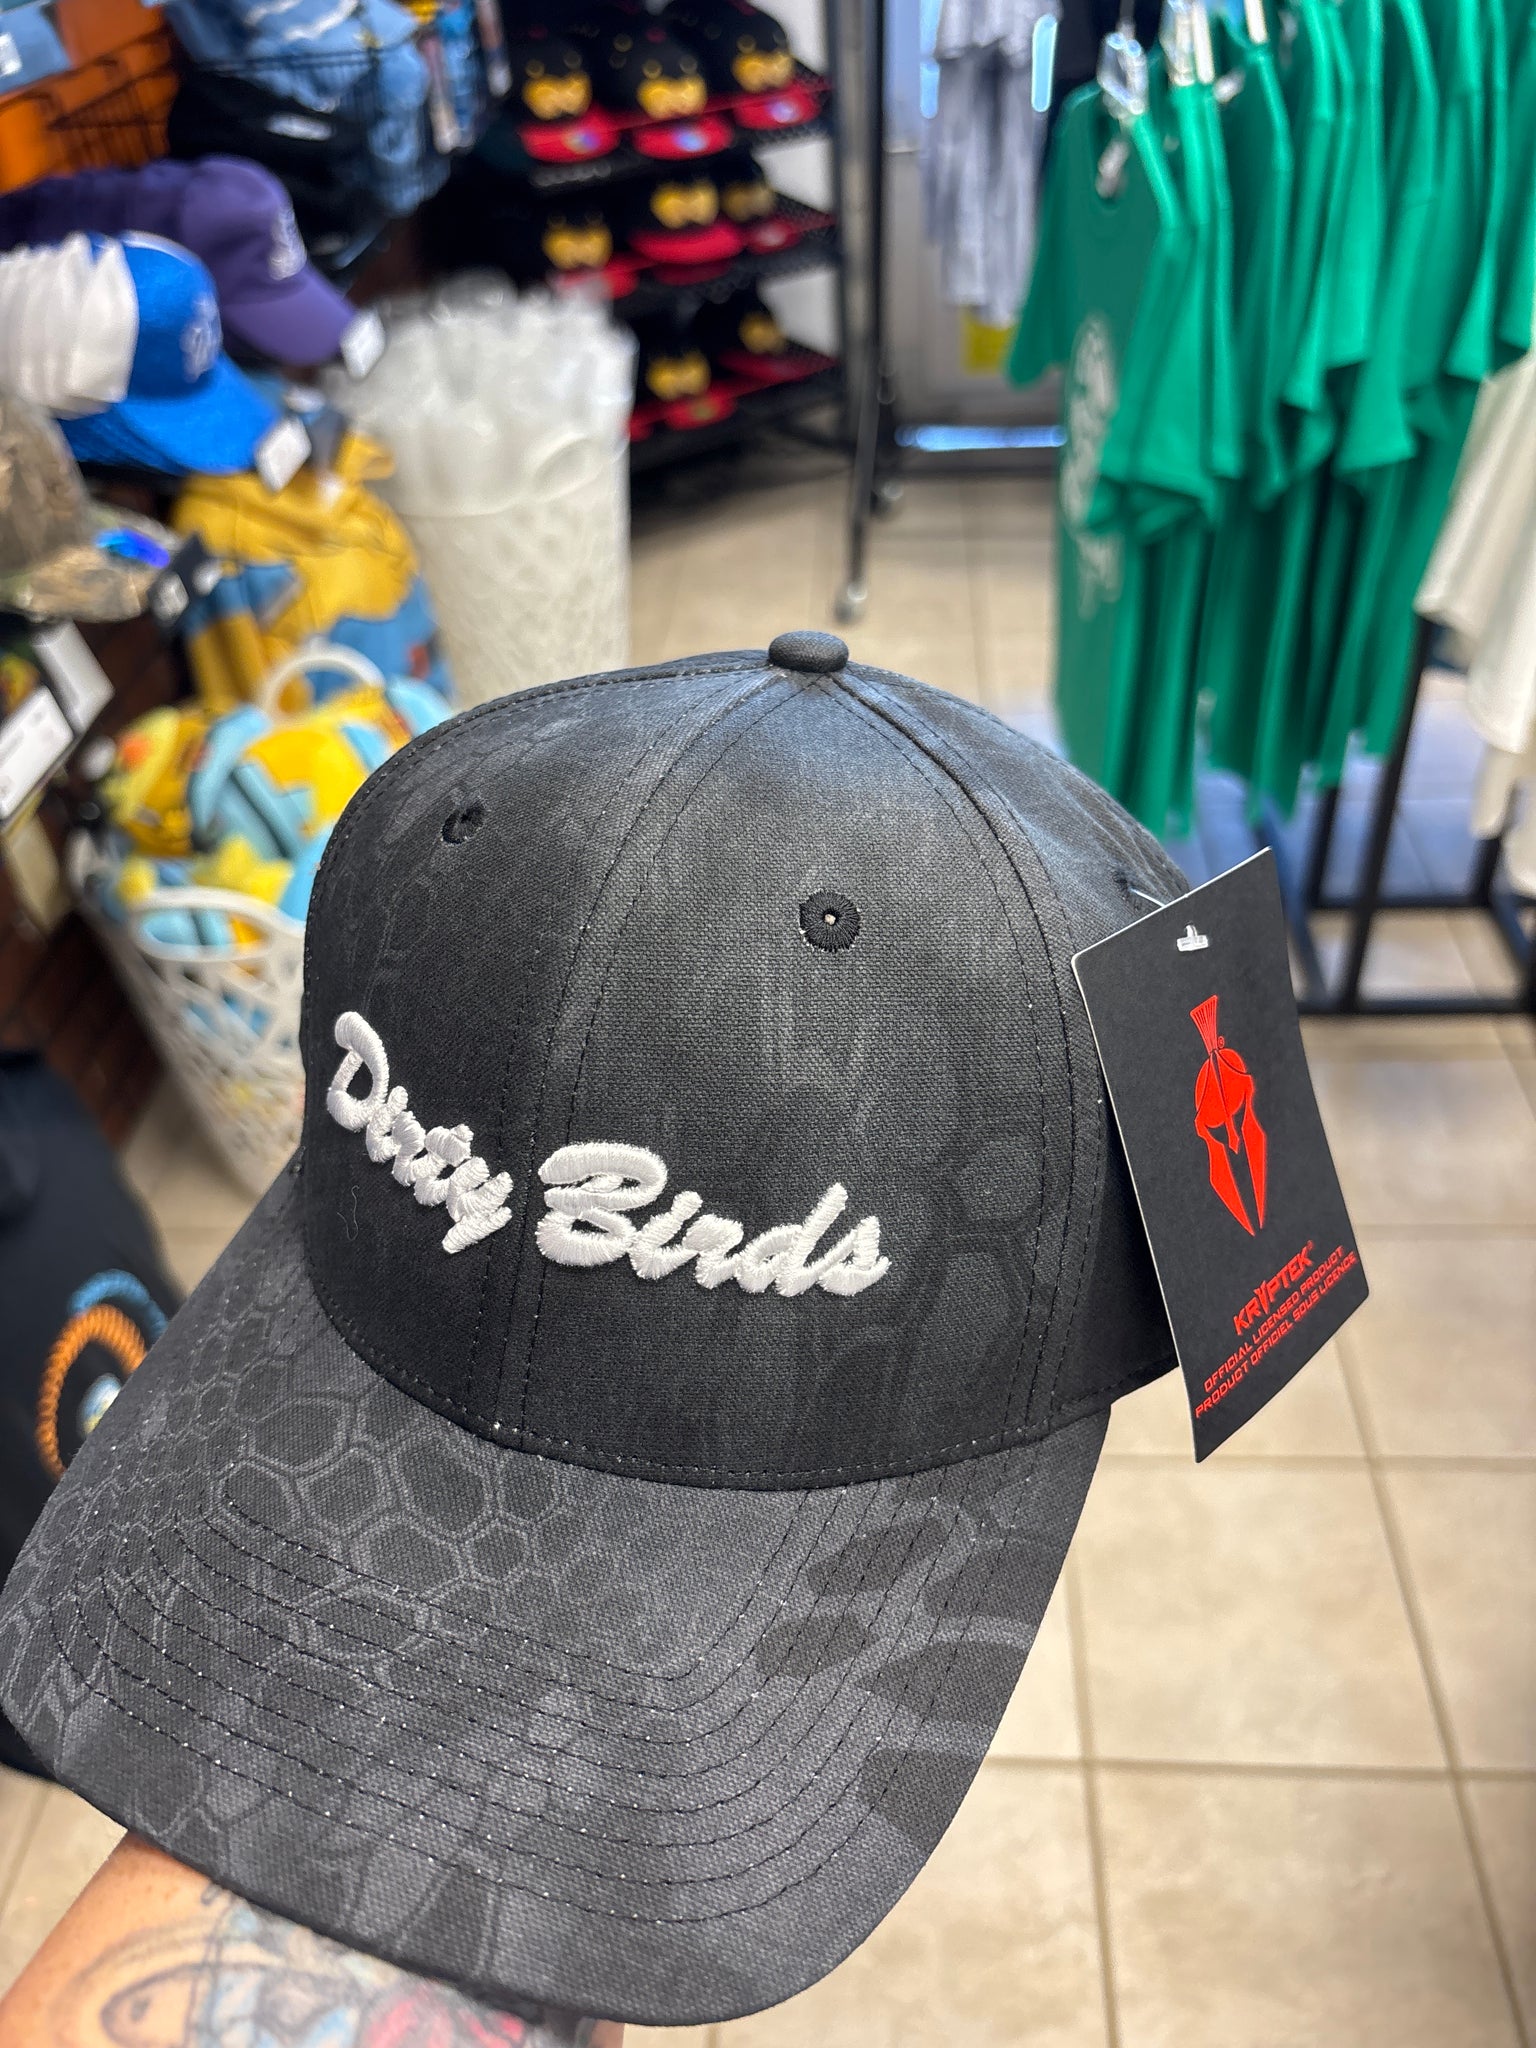 Dirty Birds
KRYPTEK®
OFFICIAL LICENSED PRODUCT
PRODUCT OFFICIEL SOUS LICENCE